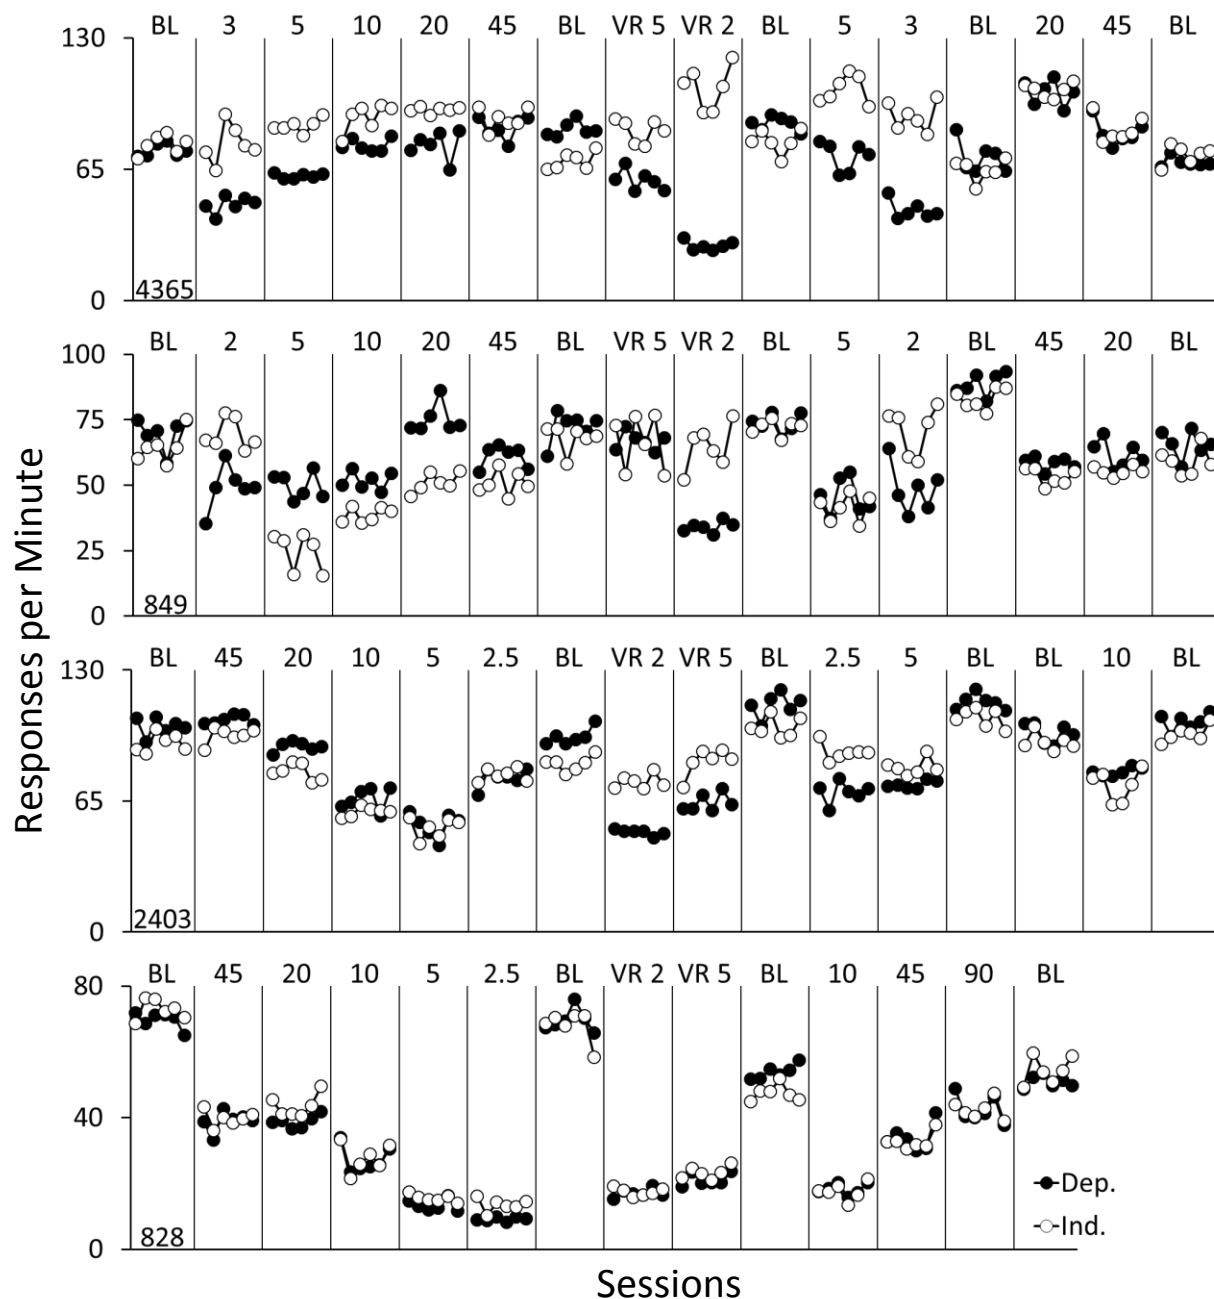 BL 3 5 10 20 45 BL VR 5 VR 2 BL 5 3 BL 20 45 BL
130
65
0
4365
BL 2 5 10 20 45 BL VR 5 VR 2 BL 5 2 BL 45 20 BL
100
75
50
25
0
849
Responses per Minute
BL 45 20 10 5 2.5 BL VR 2 VR 5 BL 2.5 5 BL BL 10 BL
130
65
0
2403
BL 45 20 10 5 2.5 BL VR 2 VR 5 BL 10 45 90 BL
80
40
0
828
Dep.
Ind.
Sessions